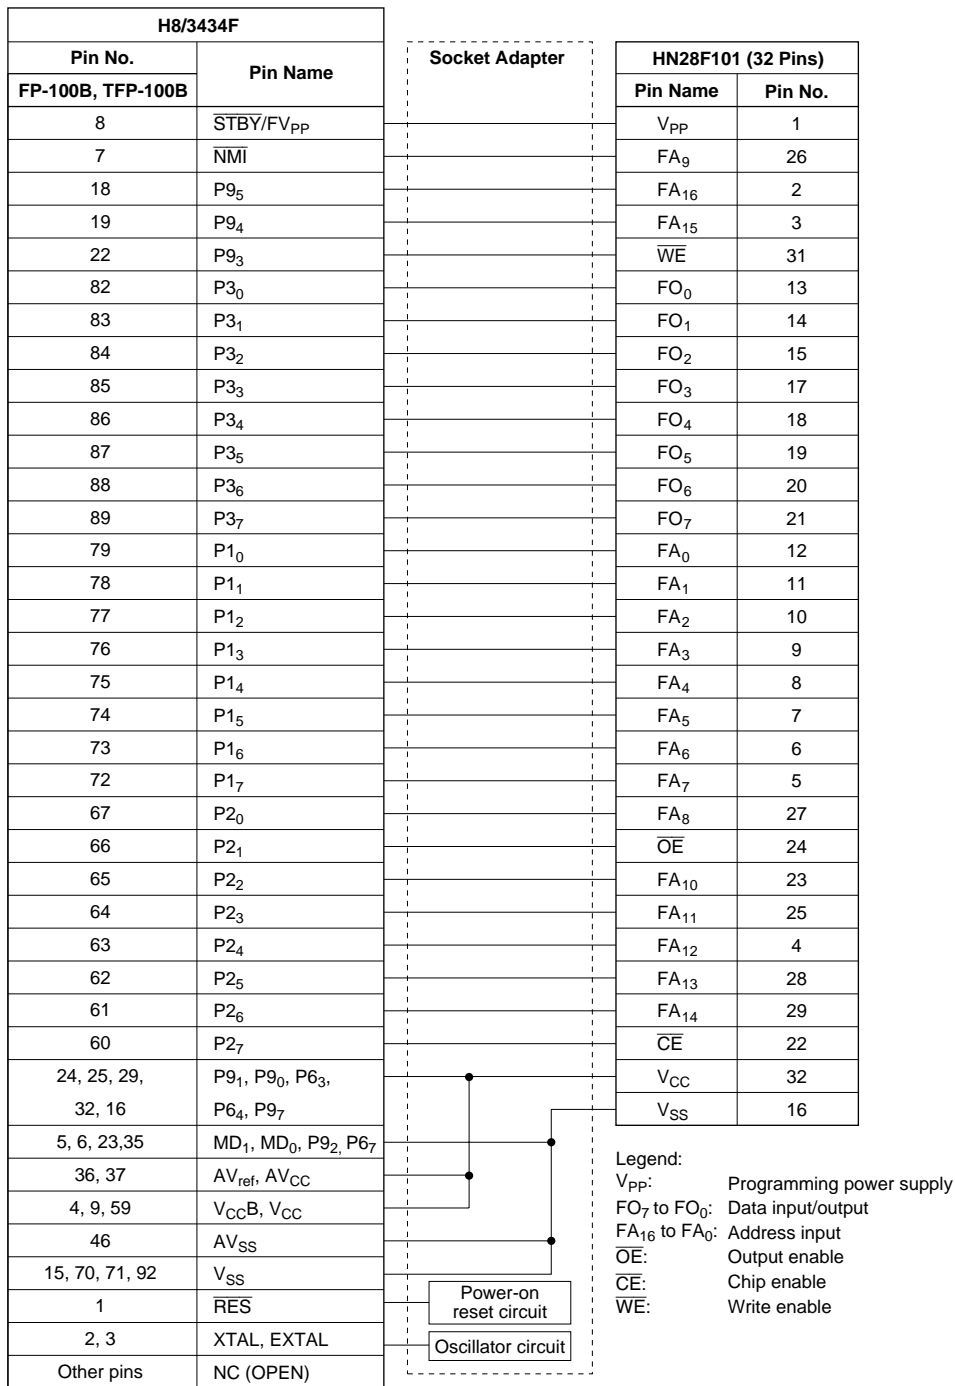 H8/3434F
Pin No. Pin Name Socket Adapter HN28F101 (32 Pins)
FP-100B, TFP-100B Pin Name Pin No.
8 S̅T̅B̅Y̅/FVPP VPP 1
7 N̅M̅I̅ FA9 26
18 P95 FA16 2
19 P94 FA15 3
22 P93 W̅E̅ 31
82 P30 FO0 13
83 P31 FO1 14
84 P32 FO2 15
85 P33 FO3 17
86 P34 FO4 18
87 P35 FO5 19
88 P36 FO6 20
89 P37 FO7 21
79 P10 FA0 12
78 P11 FA1 11
77 P12 FA2 10
76 P13 FA3 9
75 P14 FA4 8
74 P15 FA5 7
73 P16 FA6 6
72 P17 FA7 5
67 P20 FA8 27
66 P21 O̅E̅ 24
65 P22 FA10 23
64 P23 FA11 25
63 P24 FA12 4
62 P25 FA13 28
61 P26 FA14 29
60 P27 C̅E̅ 22
24, 25, 29, P91, P90, P63, VCC 32
32, 16 P64, P97 VSS 16
5, 6, 23,35 MD1, MD0, P92, P67
36, 37 AVref, AVCC
4, 9, 59 VCCB, VCC
46 AVSS
15, 70, 71, 92 VSS
1 R̅E̅S̅ Power-on
reset circuit
2, 3 XTAL, EXTAL Oscillator circuit
Other pins NC (OPEN)
Legend:
VPP: Programming power supply
FO7 to FO0: Data input/output
FA16 to FA0: Address input
O̅E̅: Output enable
C̅E̅: Chip enable
W̅E̅: Write enable